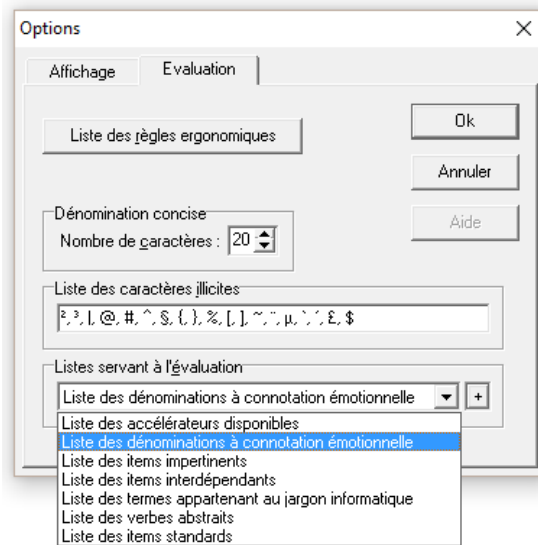 Options
Affichage
Evaluation
Liste des règles ergonomiques
Ok
Annuler
Aide
Dénomination concise
Nombre de caractères : 20
Liste des caractères illicites
²,³, |, @, #, ^, §, {, }, %, [, ], ~, ¨, µ, `, ´, £, $
Listes servant à l'évaluation
Liste des dénominations à connotation émotionnelle
+
Liste des accélérateurs disponibles
Liste des dénominations à connotation émotionnelle
Liste des items impertinents
Liste des items interdépendants
Liste des termes appartenant au jargon informatique
Liste des verbes abstraits
Liste des items standards